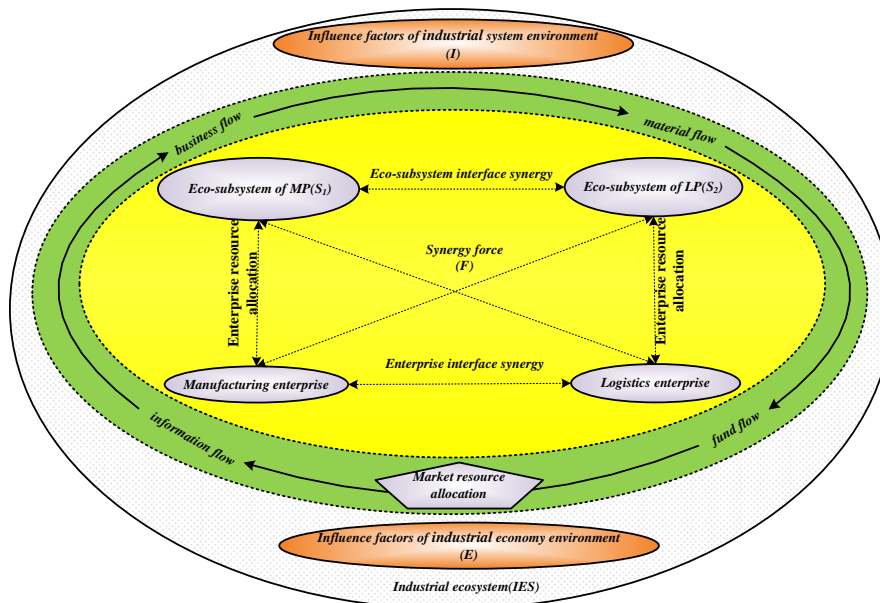 Influence factors of industrial system environment
(I)
business flow
material flow
Eco-subsystem of MP(S₁)
Eco-subsystem interface synergy
Eco-subsystem of LP(S₂)
Enterprise resource
allocation
Synergy force
(F)
Enterprise resource
allocation
Manufacturing enterprise
Enterprise interface synergy
Logistics enterprise
information flow
fund flow
Market resource
allocation
Influence factors of industrial economy environment
(E)
Industrial ecosystem(IES)